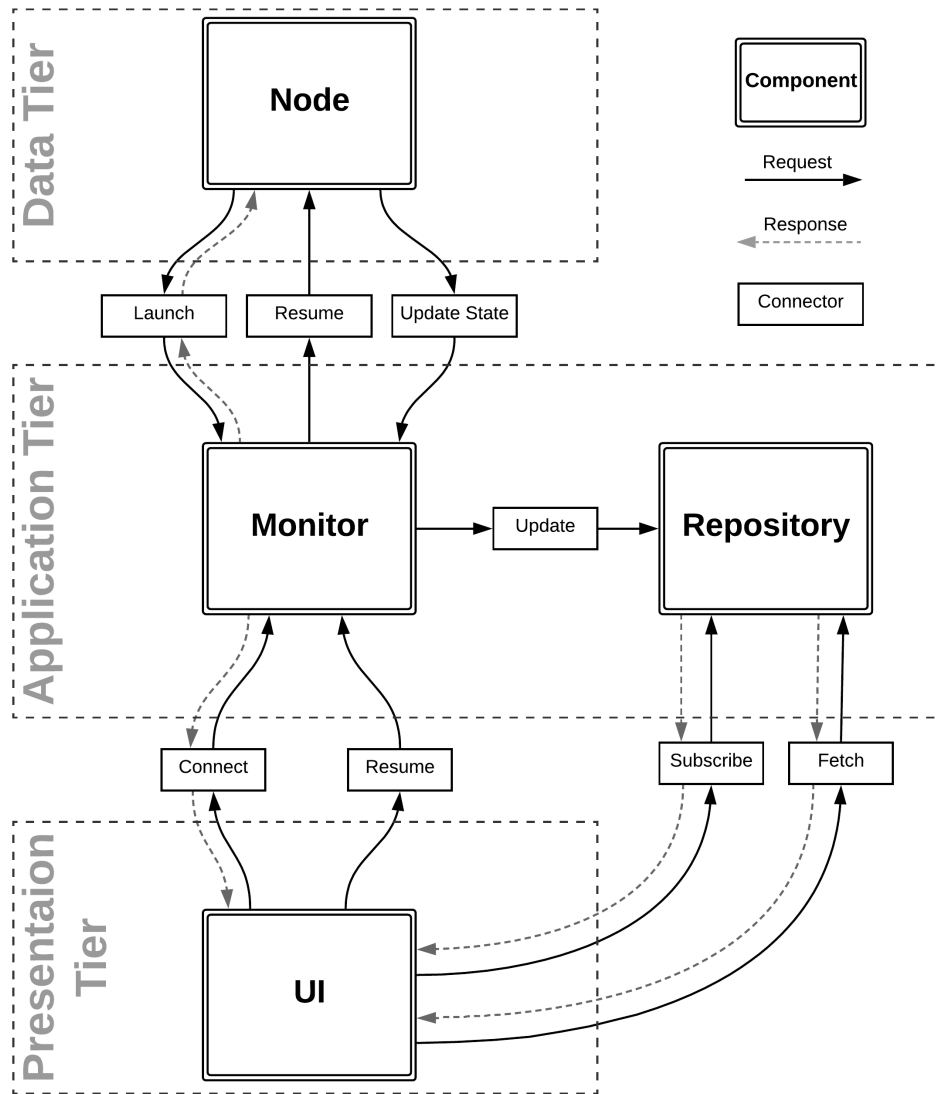 Data Tier
Node
Component
Request
Response
Connector
Launch
Resume
Update State
Application Tier
Monitor
Update
Repository
Connect
Resume
Subscribe
Fetch
Presentaion
Tier
UI